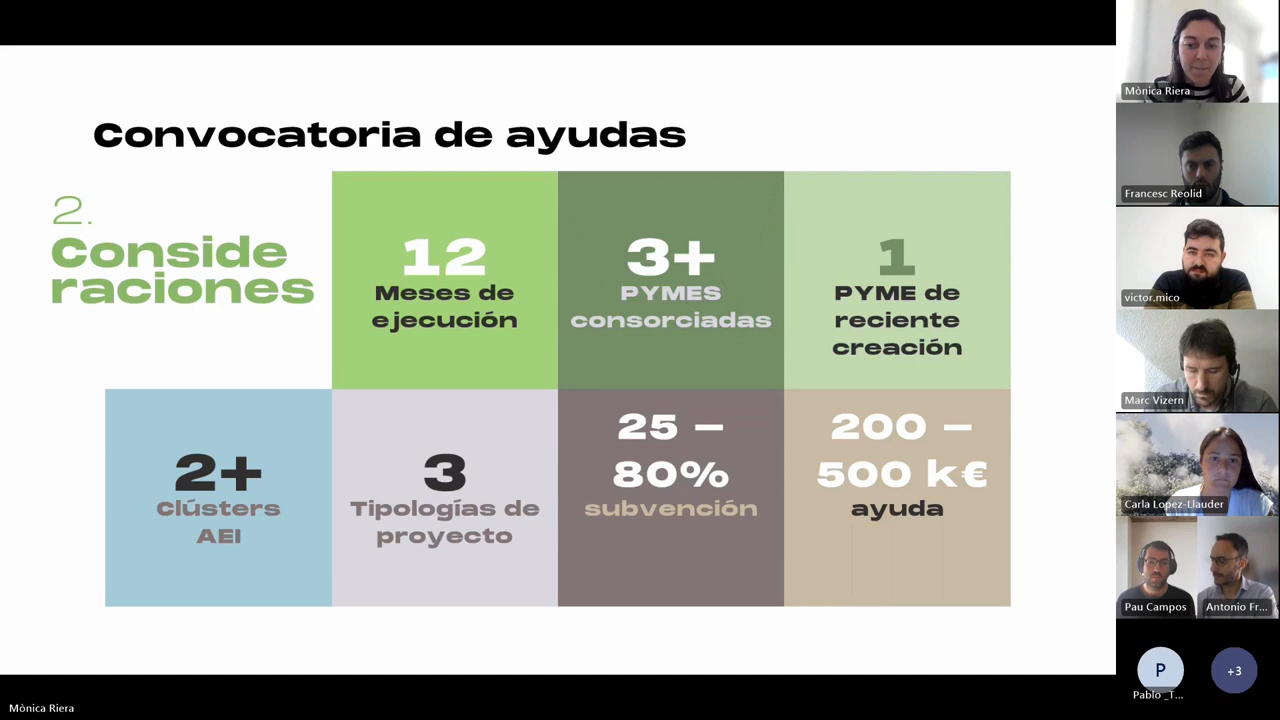 Convocatoria de ayudas
2.
Conside
raciones
12
Meses de
ejecución
3+
PYMES
consorciadas
1
PYME de
reciente
creación
2+
Clústers
AEI
3
Tipologías de
proyecto
25 –
80%
subvención
200 –
500 k€
ayuda
Mònica Riera
Francesc Reolid
victor.mico
Marc Vizern
Carla Lopez-Llauder
Pau Campos
Antonio Fr...
P
Pablo _T...
+3
Mònica Riera